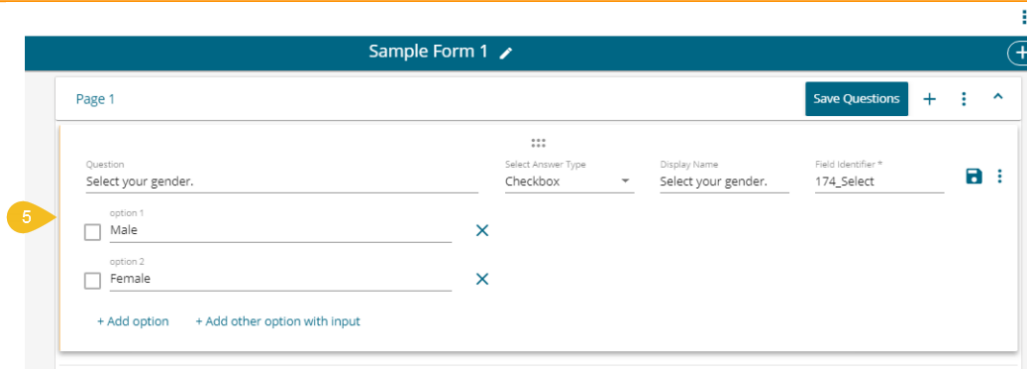 Sample Form 1
Page 1
Save Questions
Question
Select Answer Type
Display Name
Field Identifier *
Select your gender.
Checkbox
Select your gender.
174_Select
5
option 1
Male
option 2
Female
+ Add option
+ Add other option with input